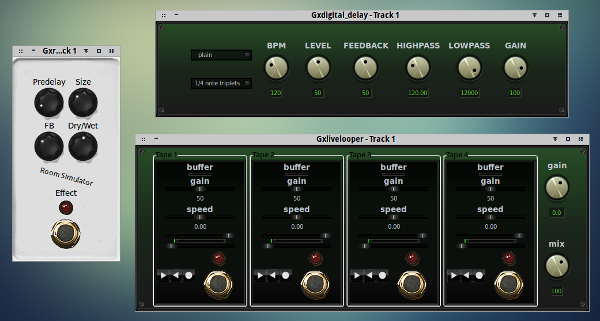 Gxdigital_delay - Track 1
BPM LEVEL FEEDBACK HIGHPASS LOWPASS GAIN
plain
1/4 note triplets
120 50 50 120.00 12000 100
Gxr...ck 1
Predelay Size
FB Dry/Wet
Room Simulator
Effect
Gxlivelooper - Track 1
Tape 1 Tape 2 Tape 3 Tape 4
buffer buffer buffer buffer gain
gain gain gain gain
50 50 50 50
speed speed speed speed 0.0
0.00 0.00 0.00 0.00
mix
100